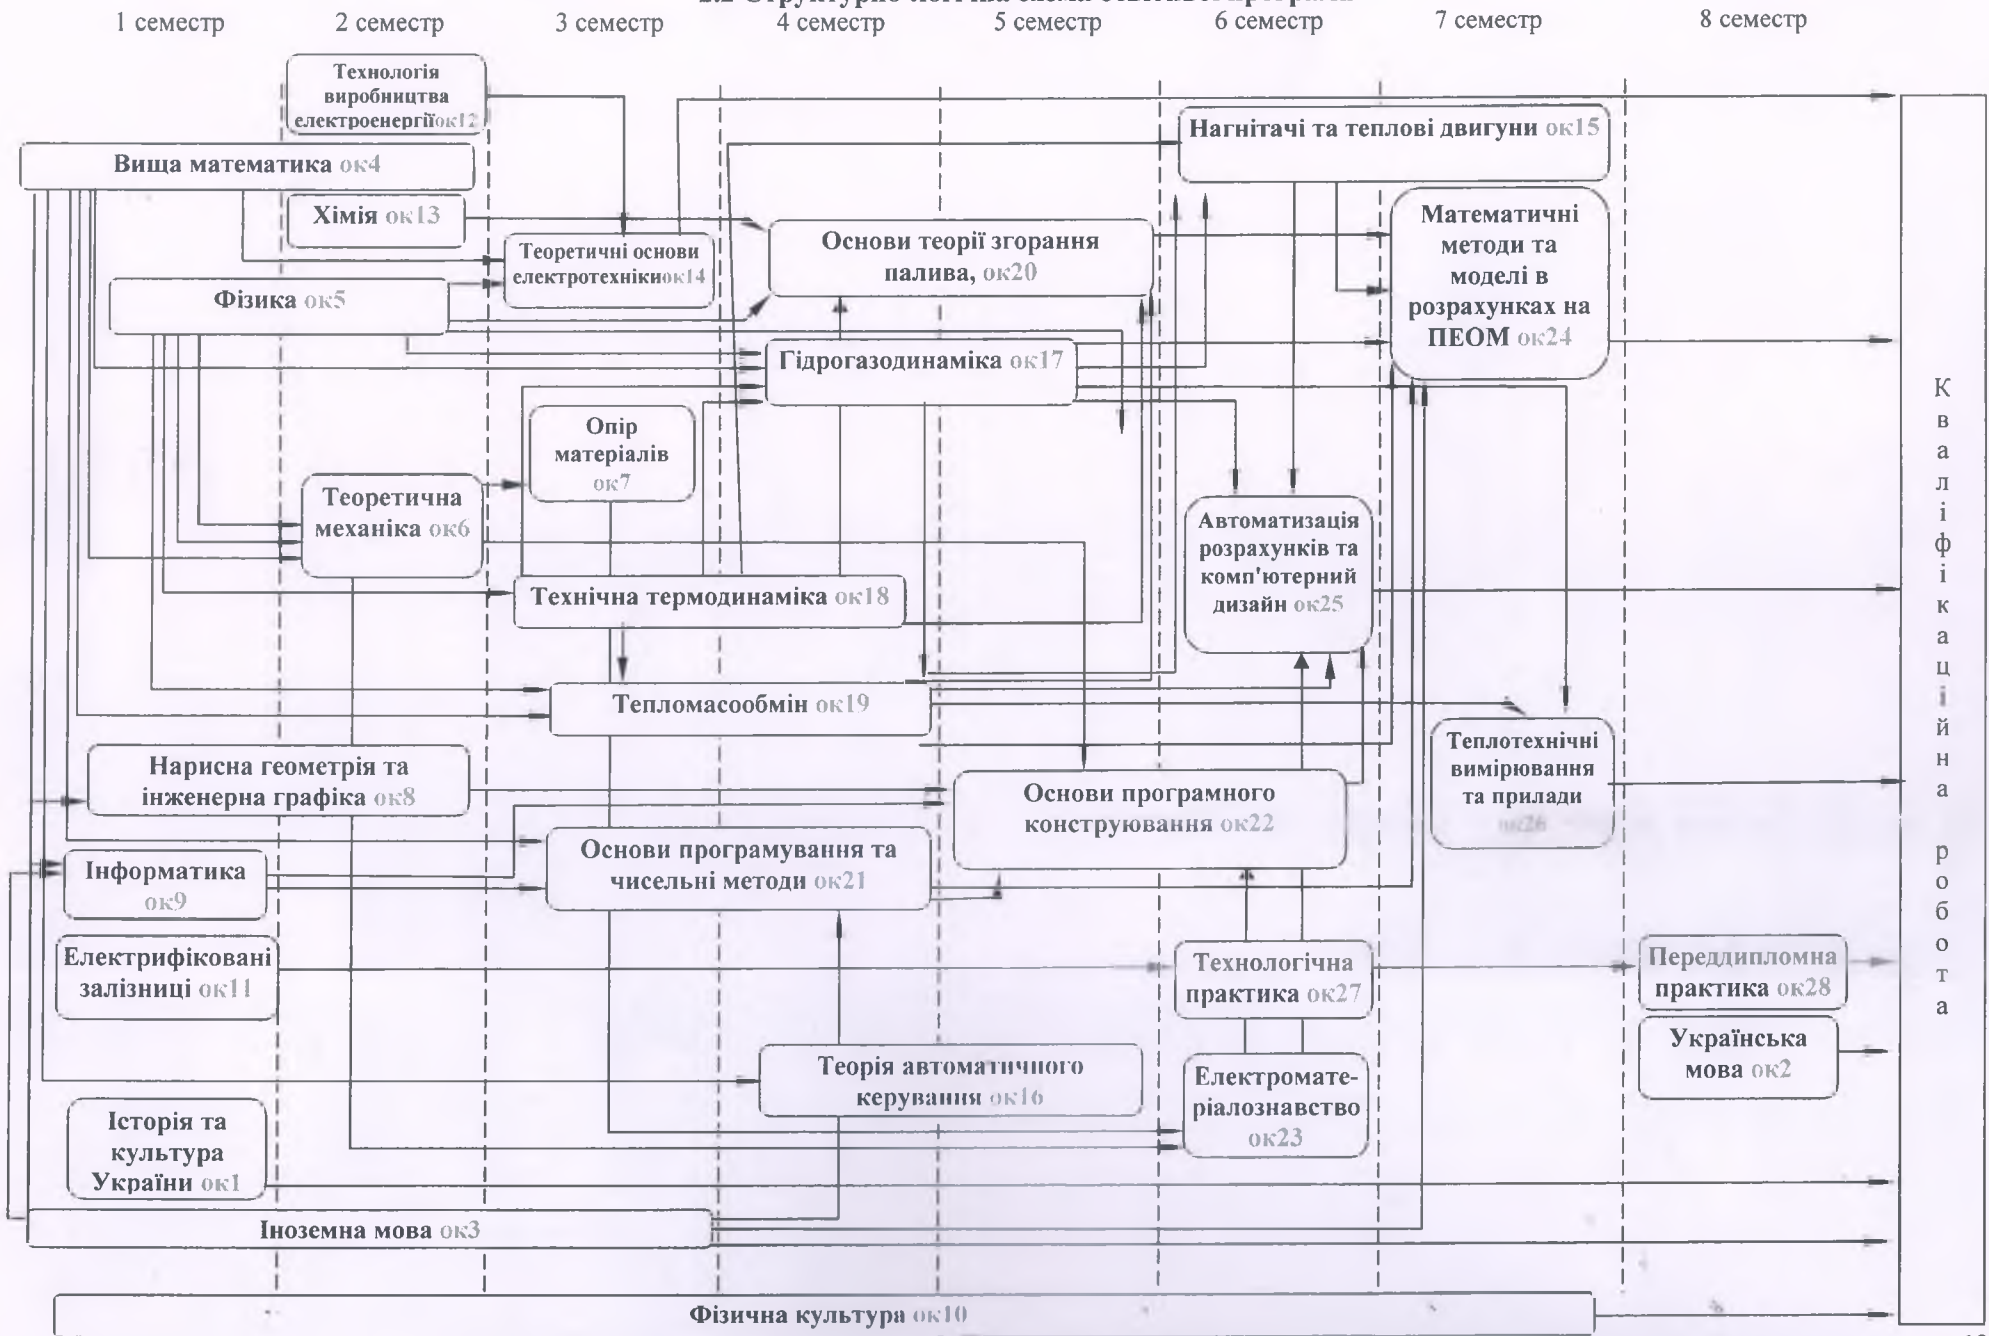 1 семестр
2 семестр
3 семестр
4 семестр
5 семестр
6 семестр
7 семестр
8 семестр
Технологія
виробництва
електроенергіїок12
Вища математика ок4
Хімія ок13
Фізика ок5
Теоретичні основи
електротехнікиок14
Основи теорії згорання
палива, ок20
Нагнітачі та теплові двигуни ок15
Математичні
методи та
моделі в
розрахунках на
ПЕОМ ок24
Гідрогазодинаміка ок17
Опір
матеріалів
ок7
Теоретична
механіка ок6
Автоматизація
розрахунків та
комп'ютерний
дизайн ок25
Технічна термодинаміка ок18
Тепломасообмін ок19
Нарисна геометрія та
інженерна графіка ок8
Основи програмного
конструювання ок22
Теплотехнічні
вимірювання
та прилади
ок26
Інформатика
ок9
Основи програмування та
чисельні методи ок21
Електрифіковані
залізниці ок11
Технологічна
практика ок27
Переддипломна
практика ок28
Українська
мова ок2
Теорія автоматичного
керування ок16
Електромате-
ріалознавство
ок23
Історія та
культура
України ок1
Іноземна мова ок3
Фізична культура ок10
Кваліфікаційна робота